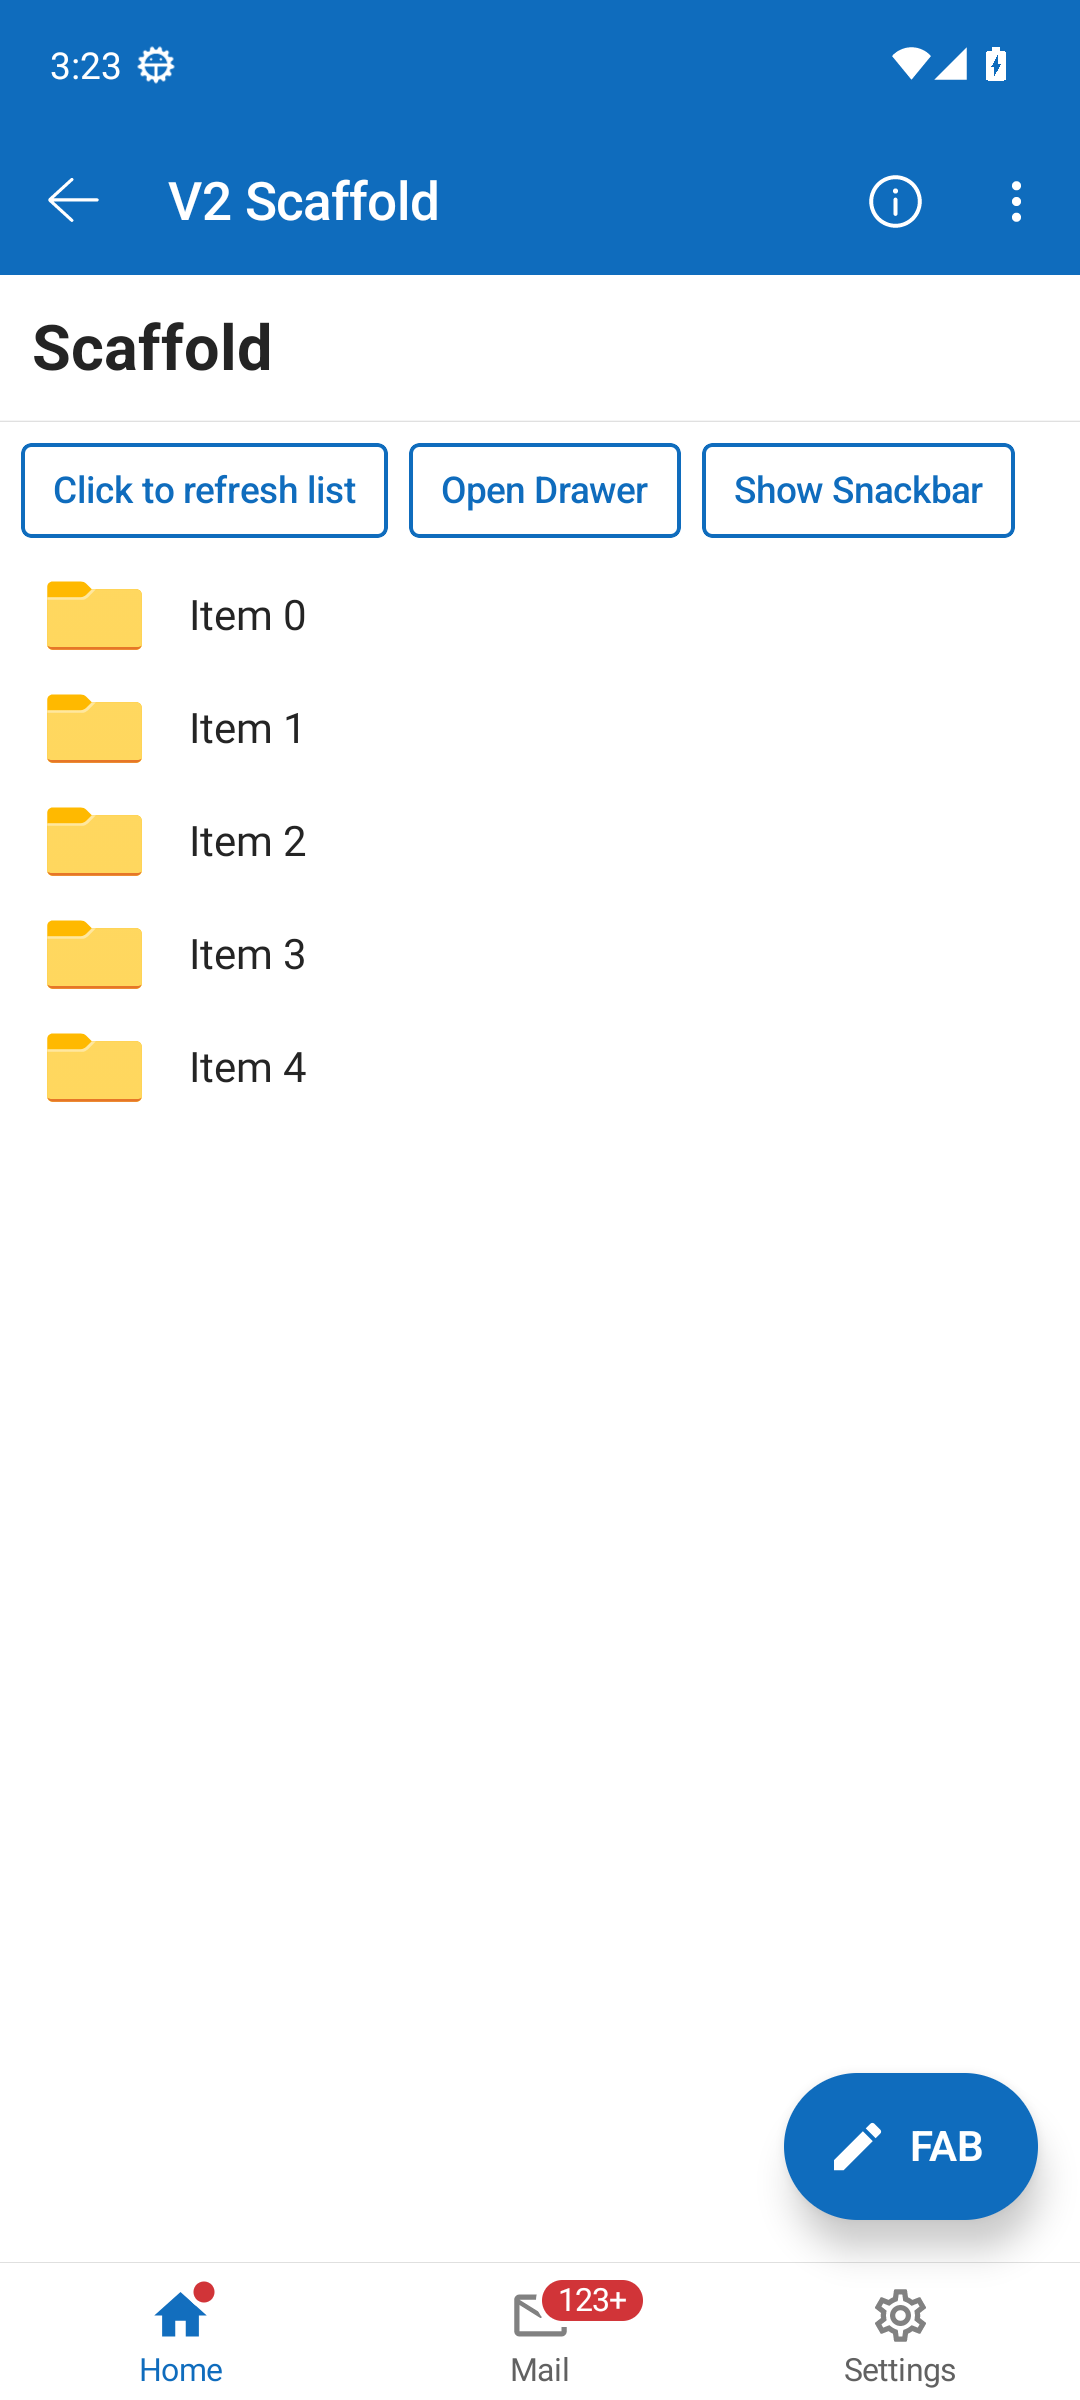 3:23
V2 Scaffold
Scaffold
Click to refresh list
Open Drawer
Show Snackbar
Item 0
Item 1
Item 2
Item 3
Item 4
FAB
123+
Home
Mail
Settings